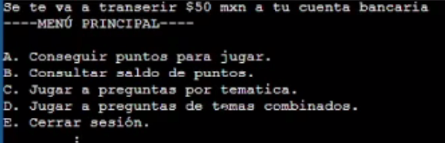 Se te va a transerir $50 mxn a tu cuenta bancaria
----MENÚ PRINCIPAL----
A. Conseguir puntos para jugar.
B. Consultar saldo de puntos.
C. Jugar a preguntas por tematica.
D. Jugar a preguntas de temas combinados.
E. Cerrar sesión.
: